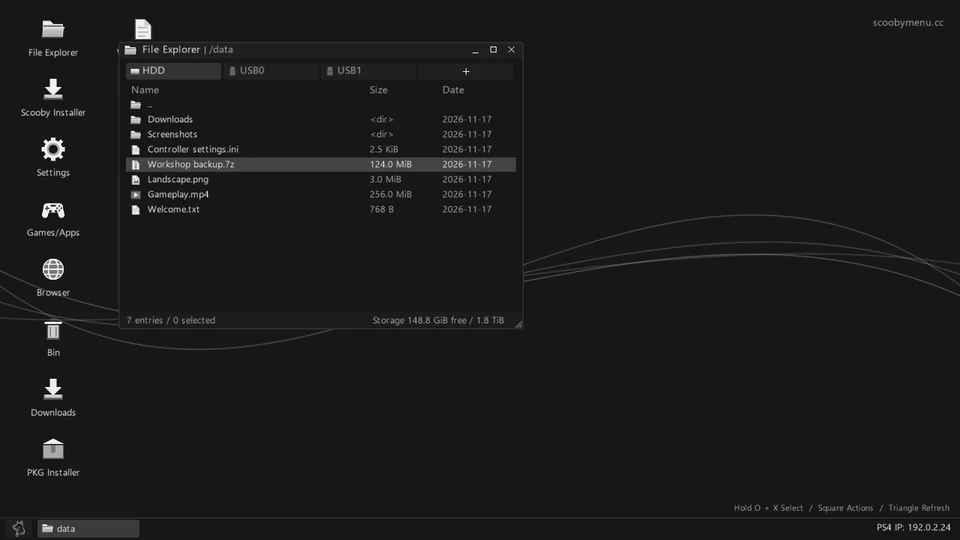 scoobymenu.cc
File Explorer
Scooby Installer
Settings
Games/Apps
Browser
Bin
Downloads
PKG Installer
File Explorer | /data
HDD
USB0
USB1
+
Name Size Date
..
Downloads <dir> 2026-11-17
Screenshots <dir> 2026-11-17
Controller settings.ini 2.5 KiB 2026-11-17
Workshop backup.7z 124.0 MiB 2026-11-17
Landscape.png 3.0 MiB 2026-11-17
Gameplay.mp4 256.0 MiB 2026-11-17
Welcome.txt 768 B 2026-11-17
7 entries / 0 selected Storage 148.8 GiB free / 1.8 TiB
Hold O + X Select / Square Actions / Triangle Refresh
data
PS4 IP: 192.0.2.24